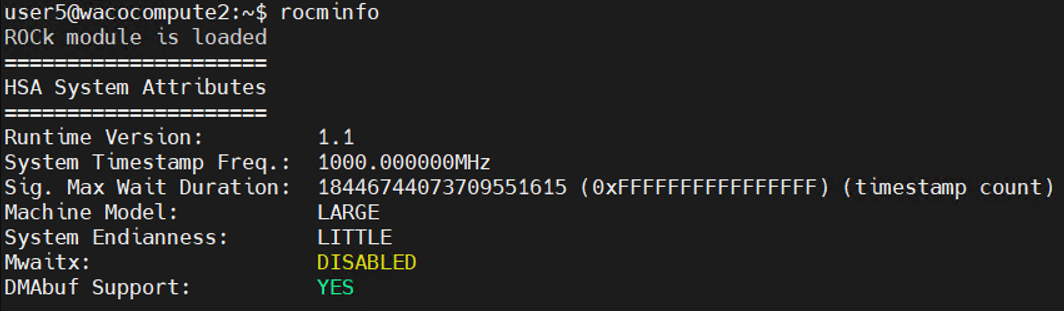 user5@wacocompute2:~$ rocminfo
ROCk module is loaded
=====================
HSA System Attributes
=====================
Runtime Version:         1.1
System Timestamp Freq.:  1000.000000MHz
Sig. Max Wait Duration:  18446744073709551615 (0xFFFFFFFFFFFFFFFF) (timestamp count)
Machine Model:           LARGE
System Endianness:       LITTLE
Mwaitx:                  DISABLED
DMAbuf Support:          YES